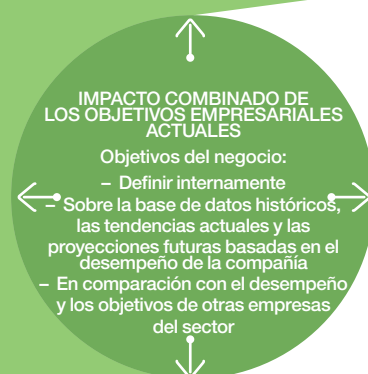 IMPACTO COMBINADO DE
LOS OBJETIVOS EMPRESARIALES
ACTUALES
Objetivos del negocio:
– Definir internamente
– Sobre la base de datos históricos,
las tendencias actuales y las
proyecciones futuras basadas en el
desempeño de la compañía
– En comparación con el desempeño
y los objetivos de otras empresas
del sector